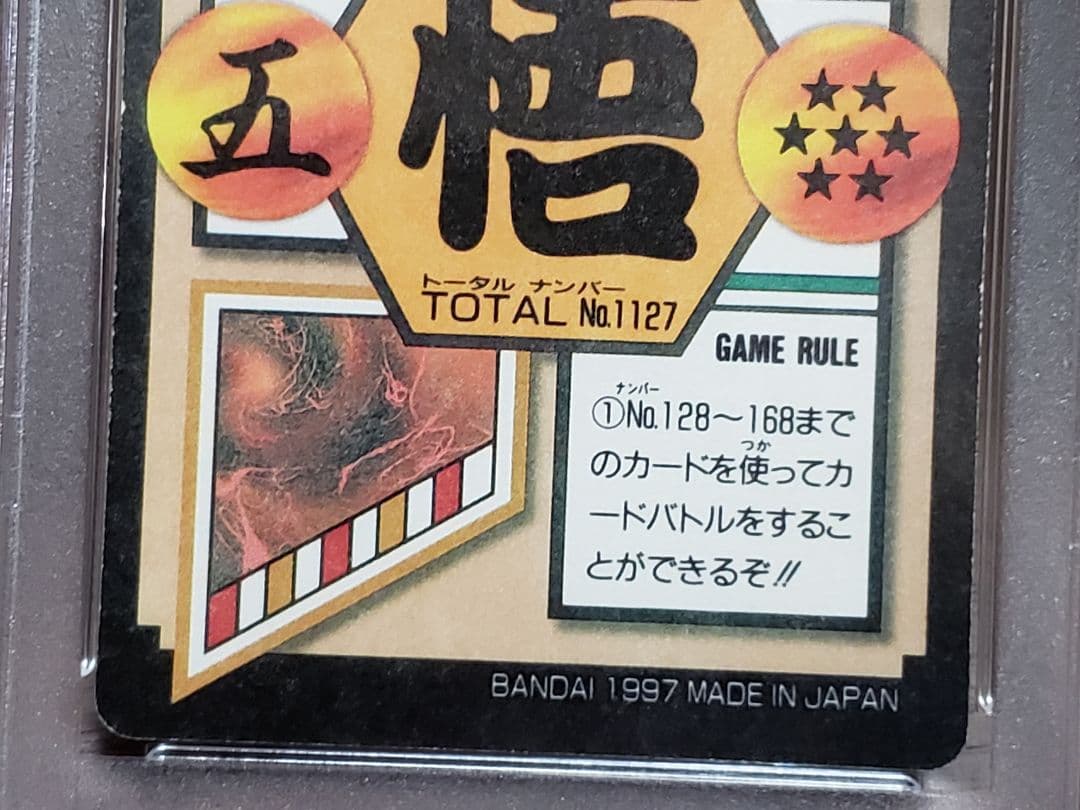 五
悟
トータル ナンバー
TOTAL No.1127
GAME RULE
ナンバー
①No.128〜168まで
つか
のカードを使ってカ
ードバトルをするこ
とができるぞ!!
BANDAI 1997 MADE IN JAPAN